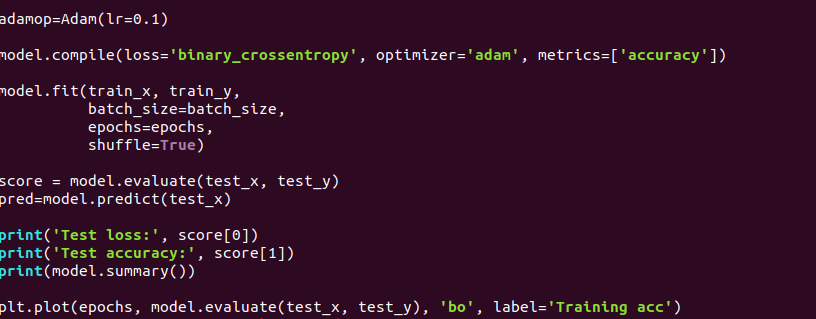 adamop=Adam(lr=0.1)
model.compile(loss='binary_crossentropy', optimizer='adam', metrics=['accuracy'])
model.fit(train_x, train_y,
batch_size=batch_size,
epochs=epochs,
shuffle=True)
score = model.evaluate(test_x, test_y)
pred=model.predict(test_x)
print('Test loss:', score[0])
print('Test accuracy:', score[1])
print(model.summary())
plt.plot(epochs, model.evaluate(test_x, test_y), 'bo', label='Training acc')